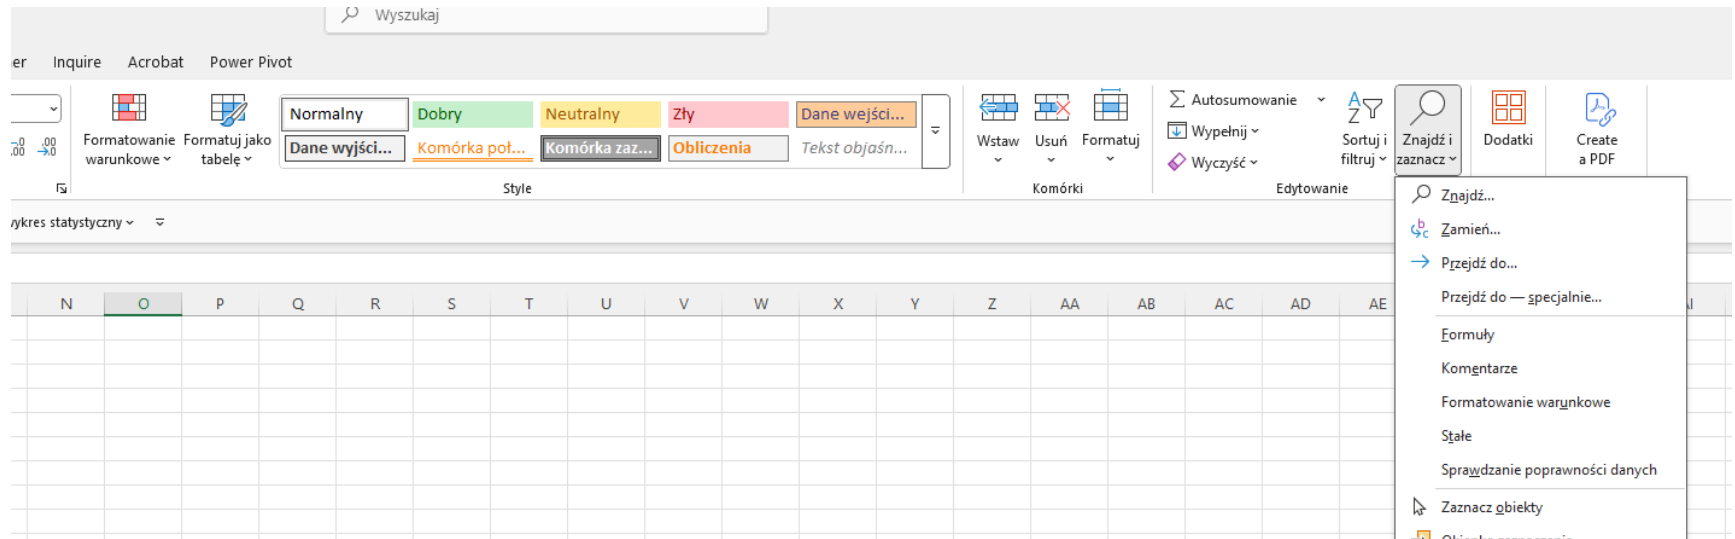 Wyszukaj
er Inquire Acrobat Power Pivot
Normalny Dobry Neutralny Zły Dane wejści...
Dane wyjści... Komórka poł... Komórka zaz... Obliczenia Tekst objaśn...
Formatowanie warunkowe
Formatuj jako tabelę
Style
Wstaw Usuń Formatuj
Komórki
Autosumowanie
Wypełnij
Wyczyść
Sortuj i filtruj
Znajdź i zaznacz
Edytowanie
Dodatki
Create a PDF
wykres statystyczny
N O P Q R S T U V W X Y Z AA AB AC AD AE AI
Znajdź...
Zamień...
Przejdź do...
Przejdź do — specjalnie...
Formuły
Komentarze
Formatowanie warunkowe
Stałe
Sprawdzanie poprawności danych
Zaznacz obiekty